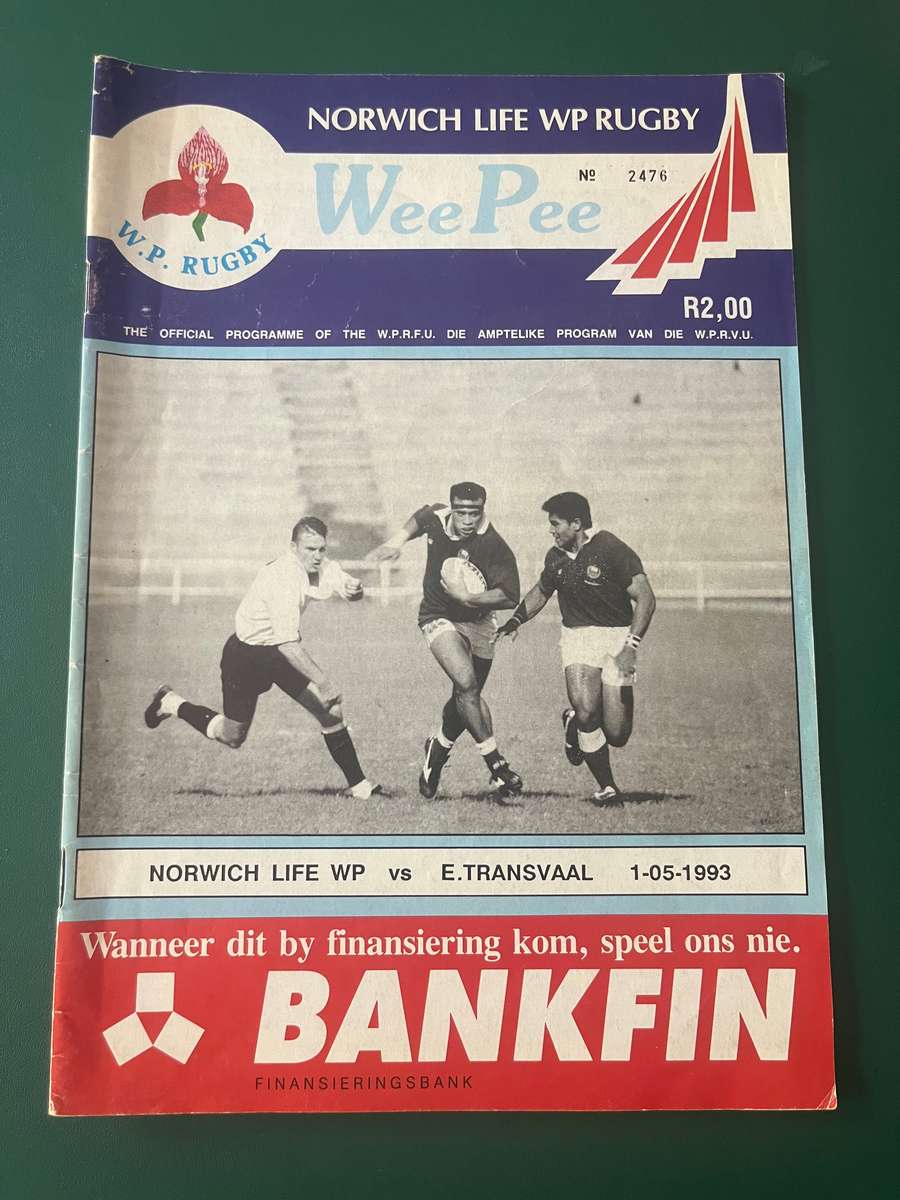 NORWICH LIFE WP RUGBY
WeePee
Nº 2476
W.P. RUGBY
R2,00
THE OFFICIAL PROGRAMME OF THE W.P.R.F.U. DIE AMPTELIKE PROGRAM VAN DIE W.P.R.V.U.
NORWICH LIFE WP vs E.TRANSVAAL 1-05-1993
Wanneer dit by finansiering kom, speel ons nie.
BANKFIN
FINANSIERINGSBANK